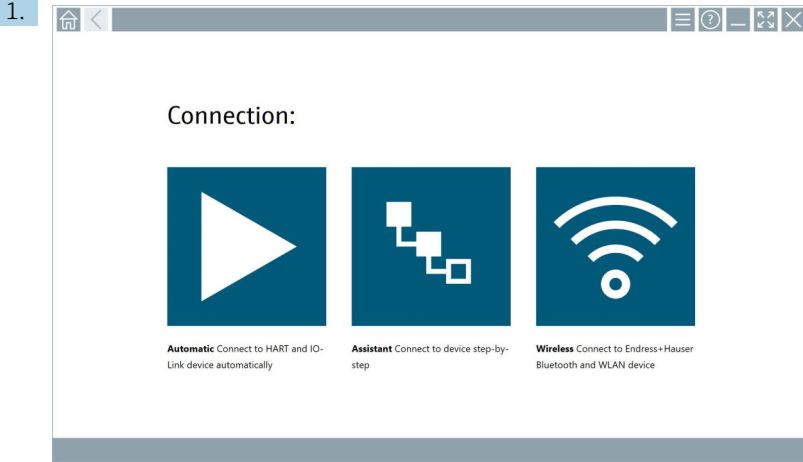 1.
?
Connection:
Automatic Connect to HART and IO-
Link device automatically
Assistant Connect to device step-by-
step
Wireless Connect to Endress+Hauser
Bluetooth and WLAN device